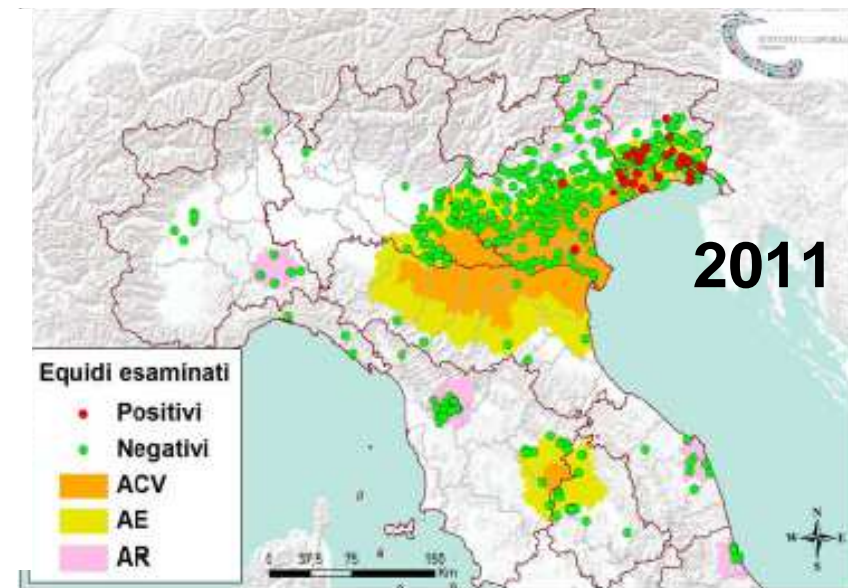 2011
Equidi esaminati
Positivi
Negativi
ACV
AE
AR
0 37,5 75 150
Km
N
W E
S